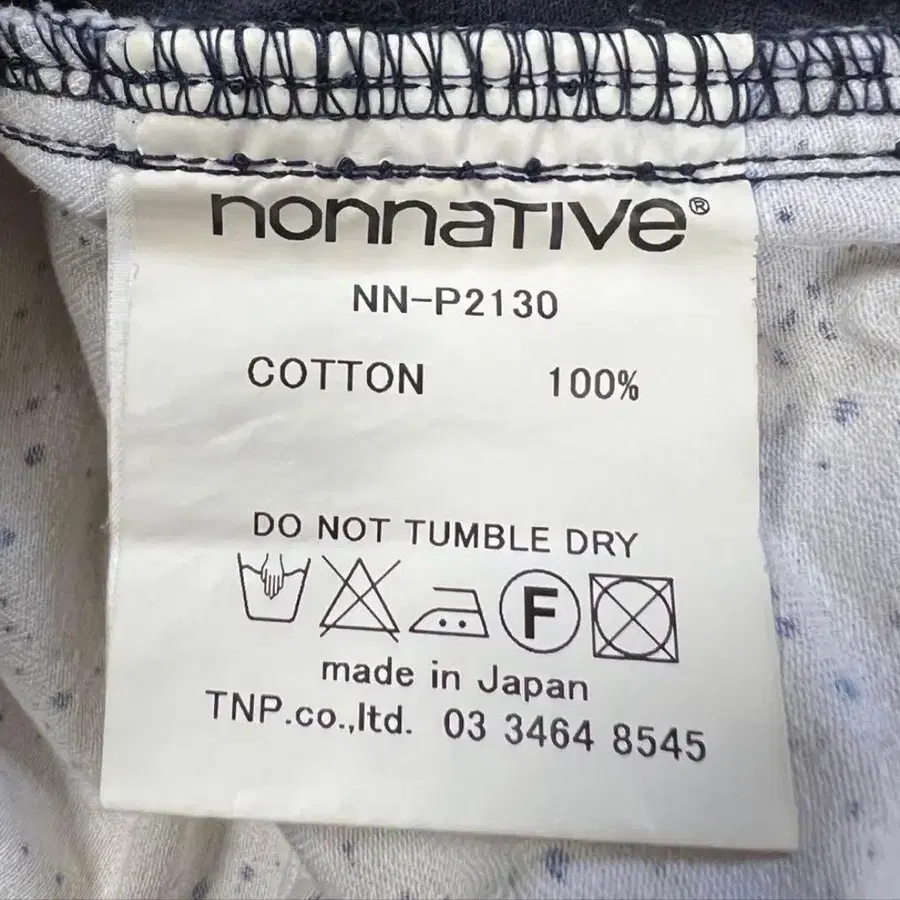 nonnative®
NN-P2130
COTTON 100%
DO NOT TUMBLE DRY
F
made in Japan
TNP.co.,ltd. 03 3464 8545